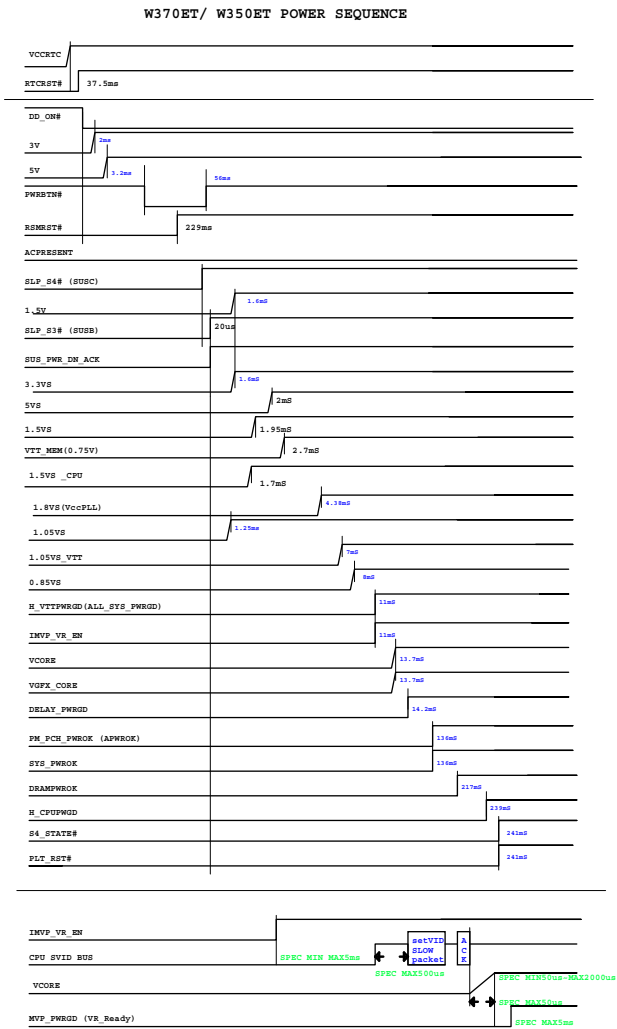 W370ET/ W350ET POWER SEQUENCE
VCCRTC
RTCRST# 37.5ms
DD_ON#
3V 2ms
5V 3.2ms 56ms
PWRBTN#
RSMRST# 229ms
ACPRESENT
SLP_S4# (SUSC)
1.5V 1.6mS
SLP_S3# (SUSB) 20us
SUS_PWR_DN_ACK
3.3VS 1.6mS
5VS 2mS
1.5VS 1.95mS
VTT_MEM(0.75V) 2.7mS
1.5VS _CPU 1.7mS
1.8VS(VccPLL) 4.38mS
1.05VS 1.25ms
1.05VS_VTT 7mS
0.85VS 8mS
H_VTTPWRGD(ALL_SYS_PWRGD) 11mS
IMVP_VR_EN 11mS
VCORE 13.7mS
VGFX_CORE 13.7mS
DELAY_PWRGD 14.2mS
PM_PCH_PWROK (APWROK) 136mS
SYS_PWROK 136mS
DRAMPWROK 217mS
H_CPUPWGD 239mS
S4_STATE# 241mS
PLT_RST# 241mS
IMVP_VR_EN
CPU SVID BUS SPEC MIN MAX5ms
setVID
SLOW
packet
A
C
K
SPEC MAX500us
SPEC MIN50us-MAX2000us
VCORE
SPEC MAX50us
MVP_PWRGD (VR_Ready) SPEC MAX5ms